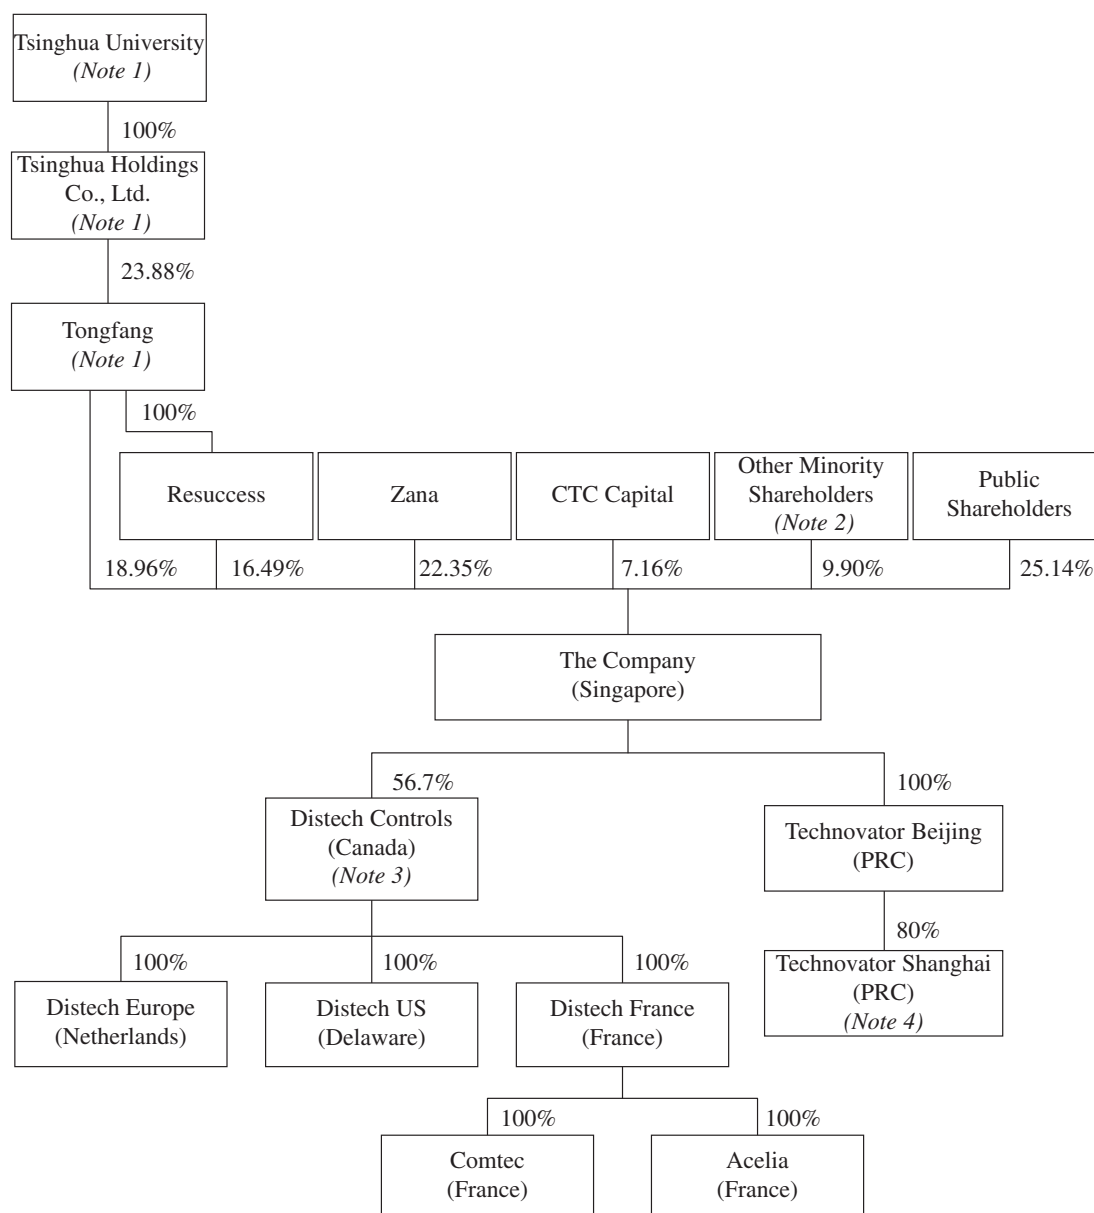 Tsinghua University
(Note 1)
100%
Tsinghua Holdings
Co., Ltd.
(Note 1)
23.88%
Tongfang
(Note 1)
100%
Resuccess
Zana
CTC Capital
Other Minority
Shareholders
(Note 2)
Public
Shareholders
18.96%
16.49%
22.35%
7.16%
9.90%
25.14%
The Company
(Singapore)
56.7%
100%
Distech Controls
(Canada)
(Note 3)
Technovator Beijing
(PRC)
80%
Technovator Shanghai
(PRC)
(Note 4)
100%
100%
100%
Distech Europe
(Netherlands)
Distech US
(Delaware)
Distech France
(France)
100%
100%
Comtec
(France)
Acelia
(France)